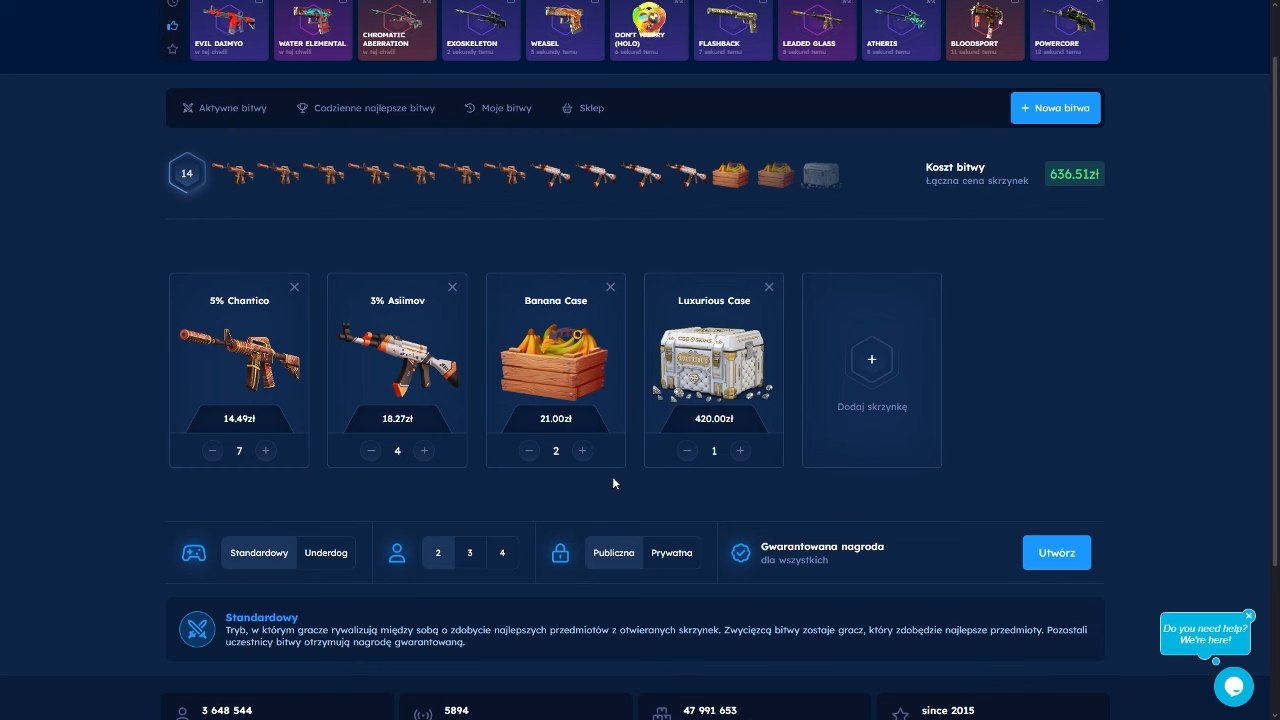 EVIL DAIMYO
w tej chwili
WATER ELEMENTAL
w tej chwili
CHROMATIC
ABERRATION
w tej chwili
EXOSKELETON
2 sekundy temu
WEASEL
3 sekundy temu
DON'T WORRY
(HOLO)
6 sekund temu
FLASHBACK
7 sekund temu
LEADED GLASS
8 sekund temu
ATHERIS
8 sekund temu
BLOODSPORT
11 sekund temu
POWERCORE
12 sekund temu
Aktywne bitwy
Codzienne najlepsze bitwy
Moje bitwy
Sklep
+ Nowa bitwa
14
Koszt bitwy
Łączna cena skrzynek
636.51zł
5% Chantico
14.49zł
− 7 +
3% Asiimov
18.27zł
− 4 +
Banana Case
21.00zł
− 2 +
Luxurious Case
420.00zł
− 1 +
+
Dodaj skrzynkę
Standardowy
Underdog
2
3
4
Publiczna
Prywatna
Gwarantowana nagroda
dla wszystkich
Utwórz
Standardowy
Tryb, w którym gracze rywalizują między sobą o zdobycie najlepszych przedmiotów z otwieranych skrzynek. Zwycięzcą bitwy zostaje gracz, który zdobędzie najlepsze przedmioty. Pozostali
uczestnicy bitwy otrzymują nagrodę gwarantowaną.
Do you need help?
We're here!
3 648 544
5894
47 991 653
since 2015